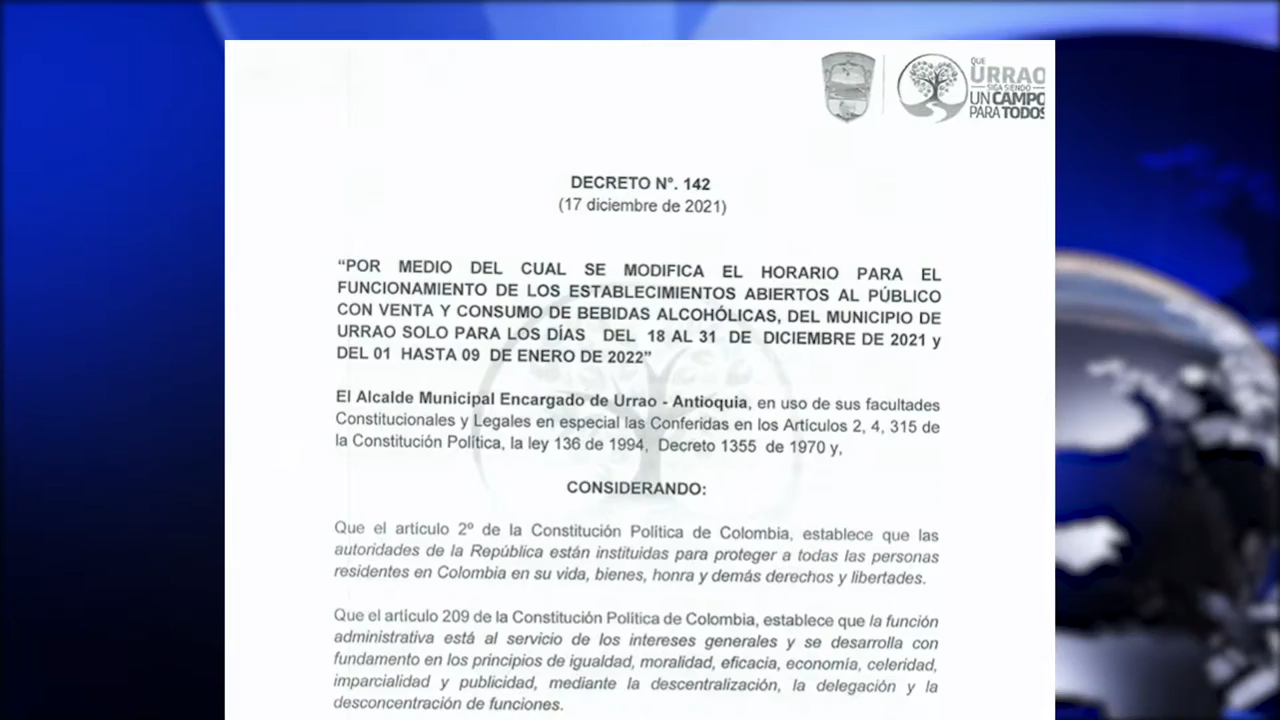 QUE
URRAO
SIGA SIENDO
UN CAMPO
PARA TODOS
DECRETO N°. 142
(17 diciembre de 2021)
“POR MEDIO DEL CUAL SE MODIFICA EL HORARIO PARA EL
FUNCIONAMIENTO DE LOS ESTABLECIMIENTOS ABIERTOS AL PÚBLICO
CON VENTA Y CONSUMO DE BEBIDAS ALCOHÓLICAS, DEL MUNICIPIO DE
URRAO SOLO PARA LOS DÍAS DEL 18 AL 31 DE DICIEMBRE DE 2021 y
DEL 01 HASTA 09 DE ENERO DE 2022”
El Alcalde Municipal Encargado de Urrao - Antioquia, en uso de sus facultades
Constitucionales y Legales en especial las Conferidas en los Artículos 2, 4, 315 de
la Constitución Política, la ley 136 de 1994, Decreto 1355 de 1970 y,
CONSIDERANDO:
Que el artículo 2º de la Constitución Política de Colombia, establece que las
autoridades de la República están instituidas para proteger a todas las personas
residentes en Colombia en su vida, bienes, honra y demás derechos y libertades.
Que el artículo 209 de la Constitución Política de Colombia, establece que la función
administrativa está al servicio de los intereses generales y se desarrolla con
fundamento en los principios de igualdad, moralidad, eficacia, economía, celeridad,
imparcialidad y publicidad, mediante la descentralización, la delegación y la
desconcentración de funciones.